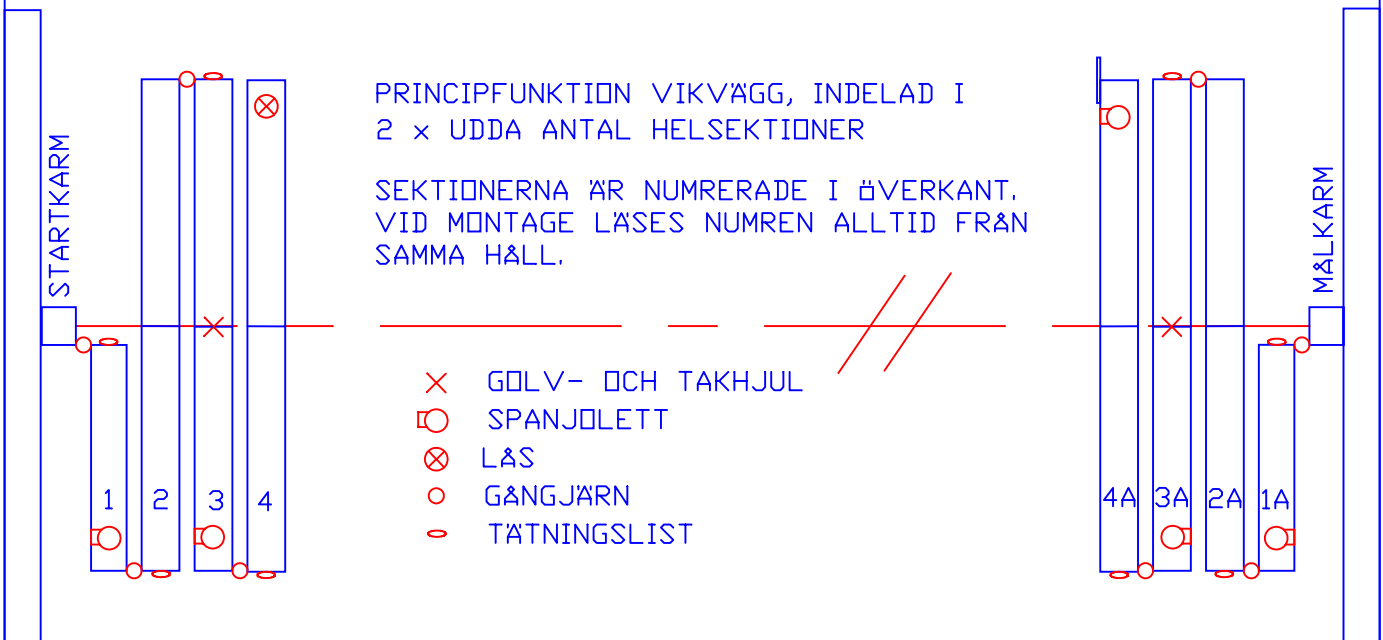 PRINCIPFUNKTION VIKVÄGG, INDELAD I
2 x UDDA ANTAL HELSEKTIONER
SEKTIONERNA ÄR NUMRERADE I ÖVERKANT.
VID MONTAGE LÄSES NUMREN ALLTID FRÅN
SAMMA HÅLL.
STARTKARM
MÅLKARM
GOLV- OCH TAKHJUL
SPANJOLETT
LÅS
GÅNGJÄRN
TÄTNINGSLIST
1 2 3 4
4A 3A 2A 1A